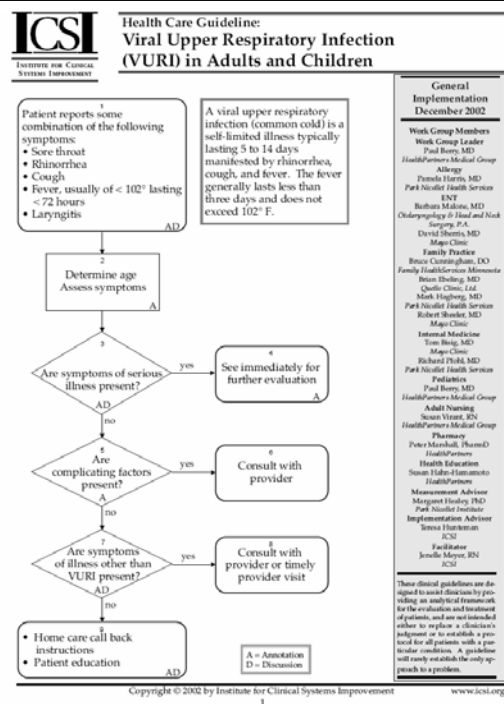 ICSI
INSTITUTE FOR CLINICAL
SYSTEMS IMPROVEMENT
Health Care Guideline:
Viral Upper Respiratory Infection
(VURI) in Adults and Children
1
Patient reports some
combination of the following
symptoms:
• Sore throat
• Rhinorrhea
• Cough
• Fever, usually of < 102° lasting
<72 hours
• Laryngitis
AD
A viral upper respiratory
infection (common cold) is a
self-limited illness typically
lasting 5 to 14 days
manifested by rhinorrhea,
cough, and fever. The fever
generally lasts less than
three days and does not
exceed 102° F.
2
Determine age
Assess symptoms
A
3
Are symptoms of serious
illness present?
AD
yes
4
See immediately for
further evaluation
A
no
5
Are
complicating factors
present?
A
yes
6
Consult with
provider
no
7
Are symptoms
of illness other than
VURI present?
AD
yes
8
Consult with
provider or timely
provider visit
no
9
• Home care call back
instructions
• Patient education
AD
A = Annotation
D = Discussion
General
Implementation
December 2002
Work Group Members
Work Group Leader
Paul Berry, MD
HealthPartners Medical Group
Allergy
Pamela Harris, MD
Park Nicollet Health Services
ENT
Barbara Malone, MD
Otolaryngology & Head and Neck
Surgery, P.A.
David Sherris, MD
Mayo Clinic
Family Practice
Bruce Cunningham, DO
Family HealthServices Minnesota
Brian Ebeling, MD
Quello Clinic, Ltd.
Mark Hagberg, MD
Park Nicollet Health Services
Robert Sheeler, MD
Mayo Clinic
Internal Medicine
Tom Bisig, MD
Mayo Clinic
Richard Pfohl, MD
Park Nicollet Health Services
Pediatrics
Paul Berry, MD
HealthPartners Medical Group
Adult Nursing
Susan Virant, RN
HealthPartners Medical Group
Pharmacy
Peter Marshall, PharmD
HealthPartners
Health Education
Susan Hahn-Hamamoto
HealthPartners
Measurement Advisor
Margaret Healey, PhD
Park Nicollet Institute
Implementation Advisor
Teresa Hunteman
ICSI
Facilitator
Jenelle Meyer, RN
ICSI
These clinical guidelines are de-
signed to assist clinicians by pro-
viding an analytical framework
for the evaluation and treatment
of patients, and are not intended
either to replace a clinician's
judgment or to establish a pro-
tocol for all patients with a par-
ticular condition. A guideline
will rarely establish the only ap-
proach to a problem.
Copyright © 2002 by Institute for Clinical Systems Improvement
www.icsi.org
1